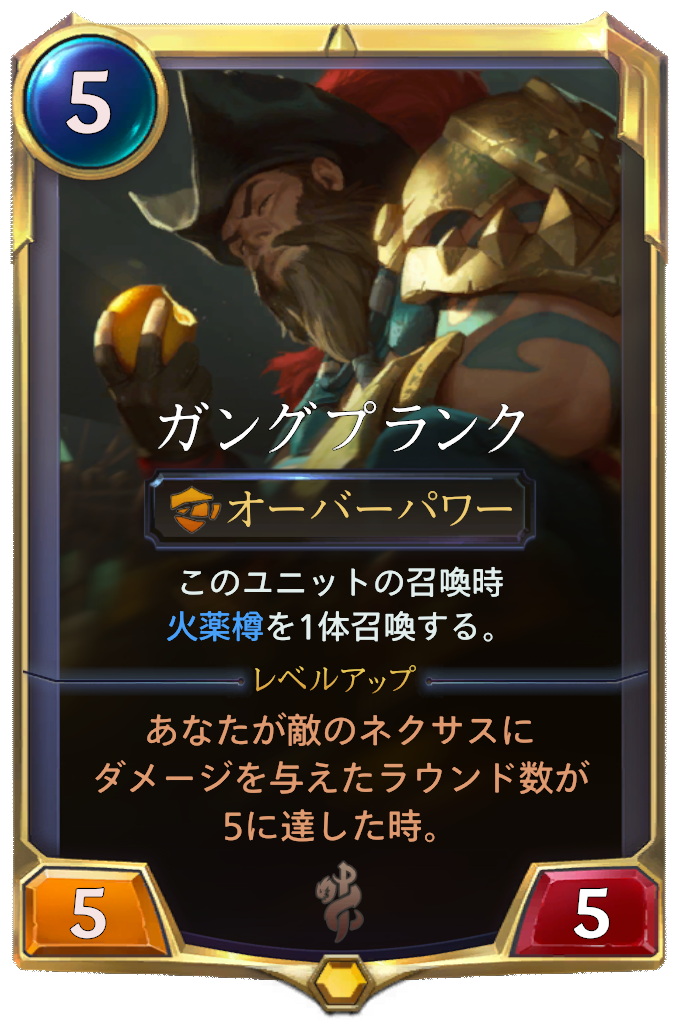 5
ガングプランク
オーバーパワー
このユニットの召喚時
火薬樽を1体召喚する。
レベルアップ
あなたが敵のネクサスに
ダメージを与えたラウンド数が
5に達した時。
5
5